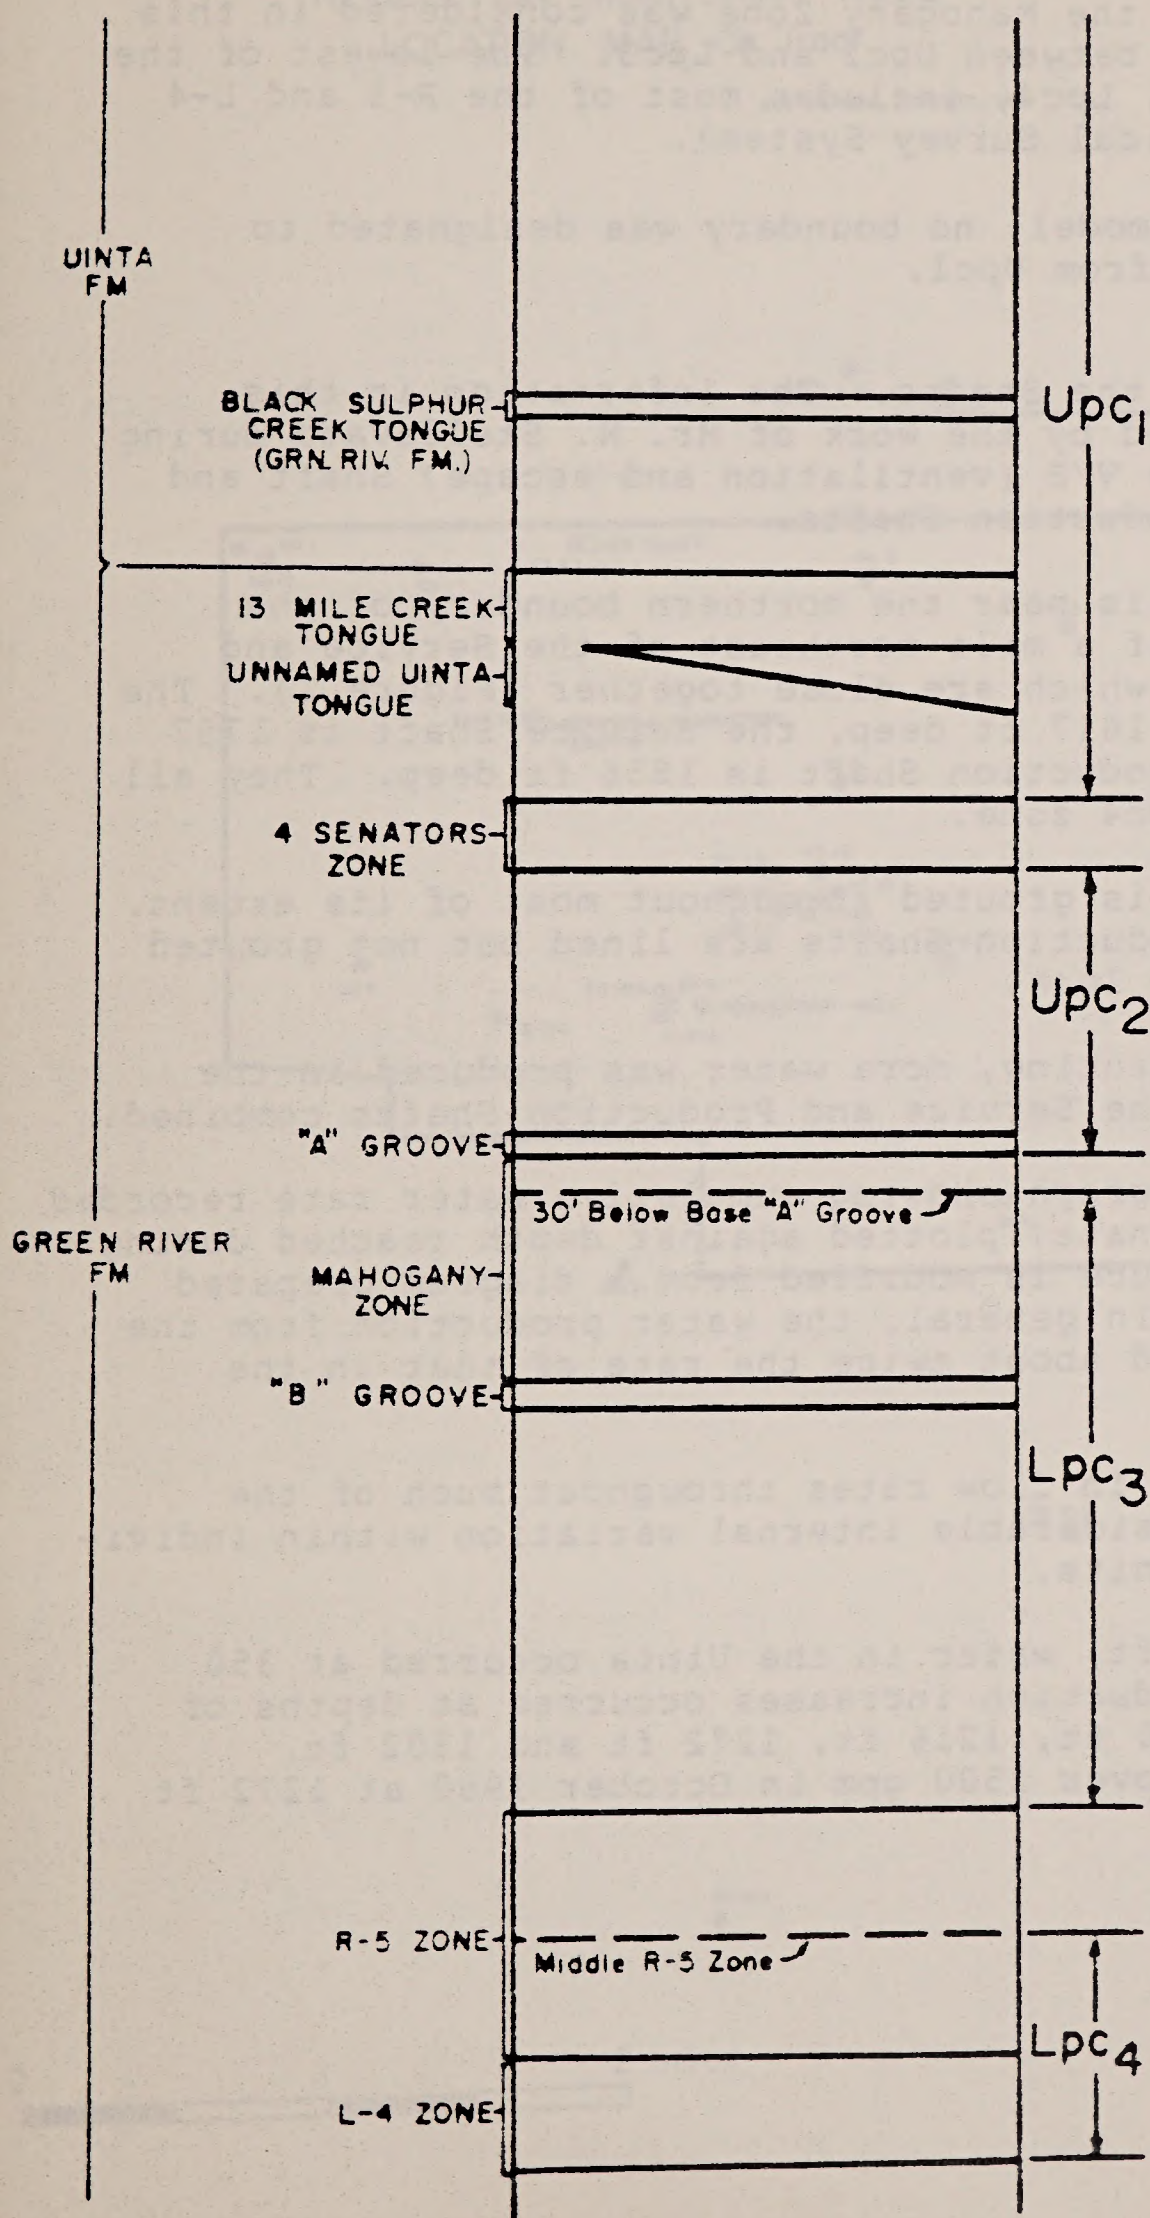 UINTA
FM
BLACK SULPHUR
CREEK TONGUE
(GRN. RIV. FM.)
Upc1
13 MILE CREEK
TONGUE
UNNAMED UINTA
TONGUE
4 SENATORS
ZONE
Upc2
"A" GROOVE
30' Below Base "A" Groove
GREEN RIVER
FM
MAHOGANY
ZONE
"B" GROOVE
Lpc3
R-5 ZONE
Middle R-5 Zone
Lpc4
L-4 ZONE